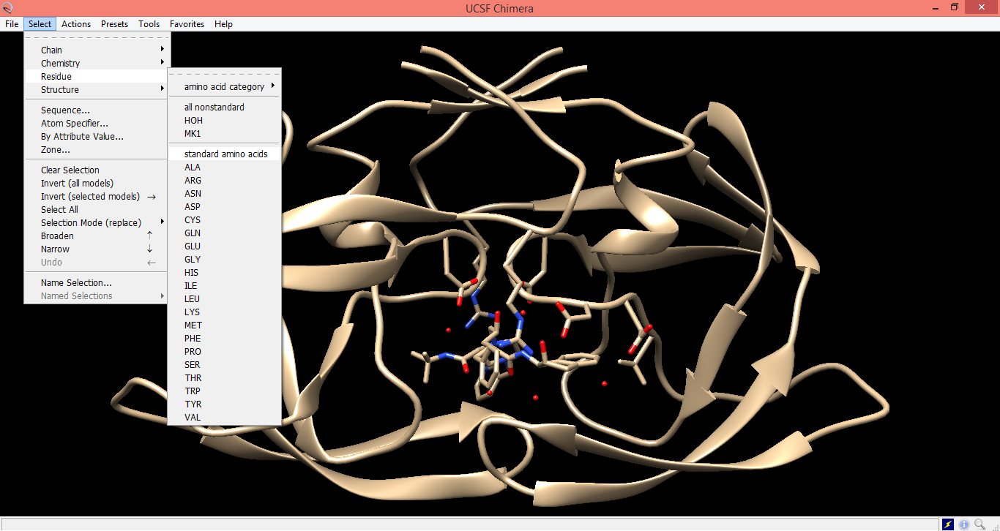 UCSF Chimera
File Select Actions Presets Tools Favorites Help
Chain
Chemistry
Residue
Structure
Sequence...
Atom Specifier...
By Attribute Value...
Zone...
Clear Selection
Invert (all models)
Invert (selected models) →
Select All
Selection Mode (replace)
Broaden ↑
Narrow ↓
Undo ←
Name Selection...
Named Selections
amino acid category
all nonstandard
HOH
MK1
standard amino acids
ALA
ARG
ASN
ASP
CYS
GLN
GLU
GLY
HIS
ILE
LEU
LYS
MET
PHE
PRO
SER
THR
TRP
TYR
VAL